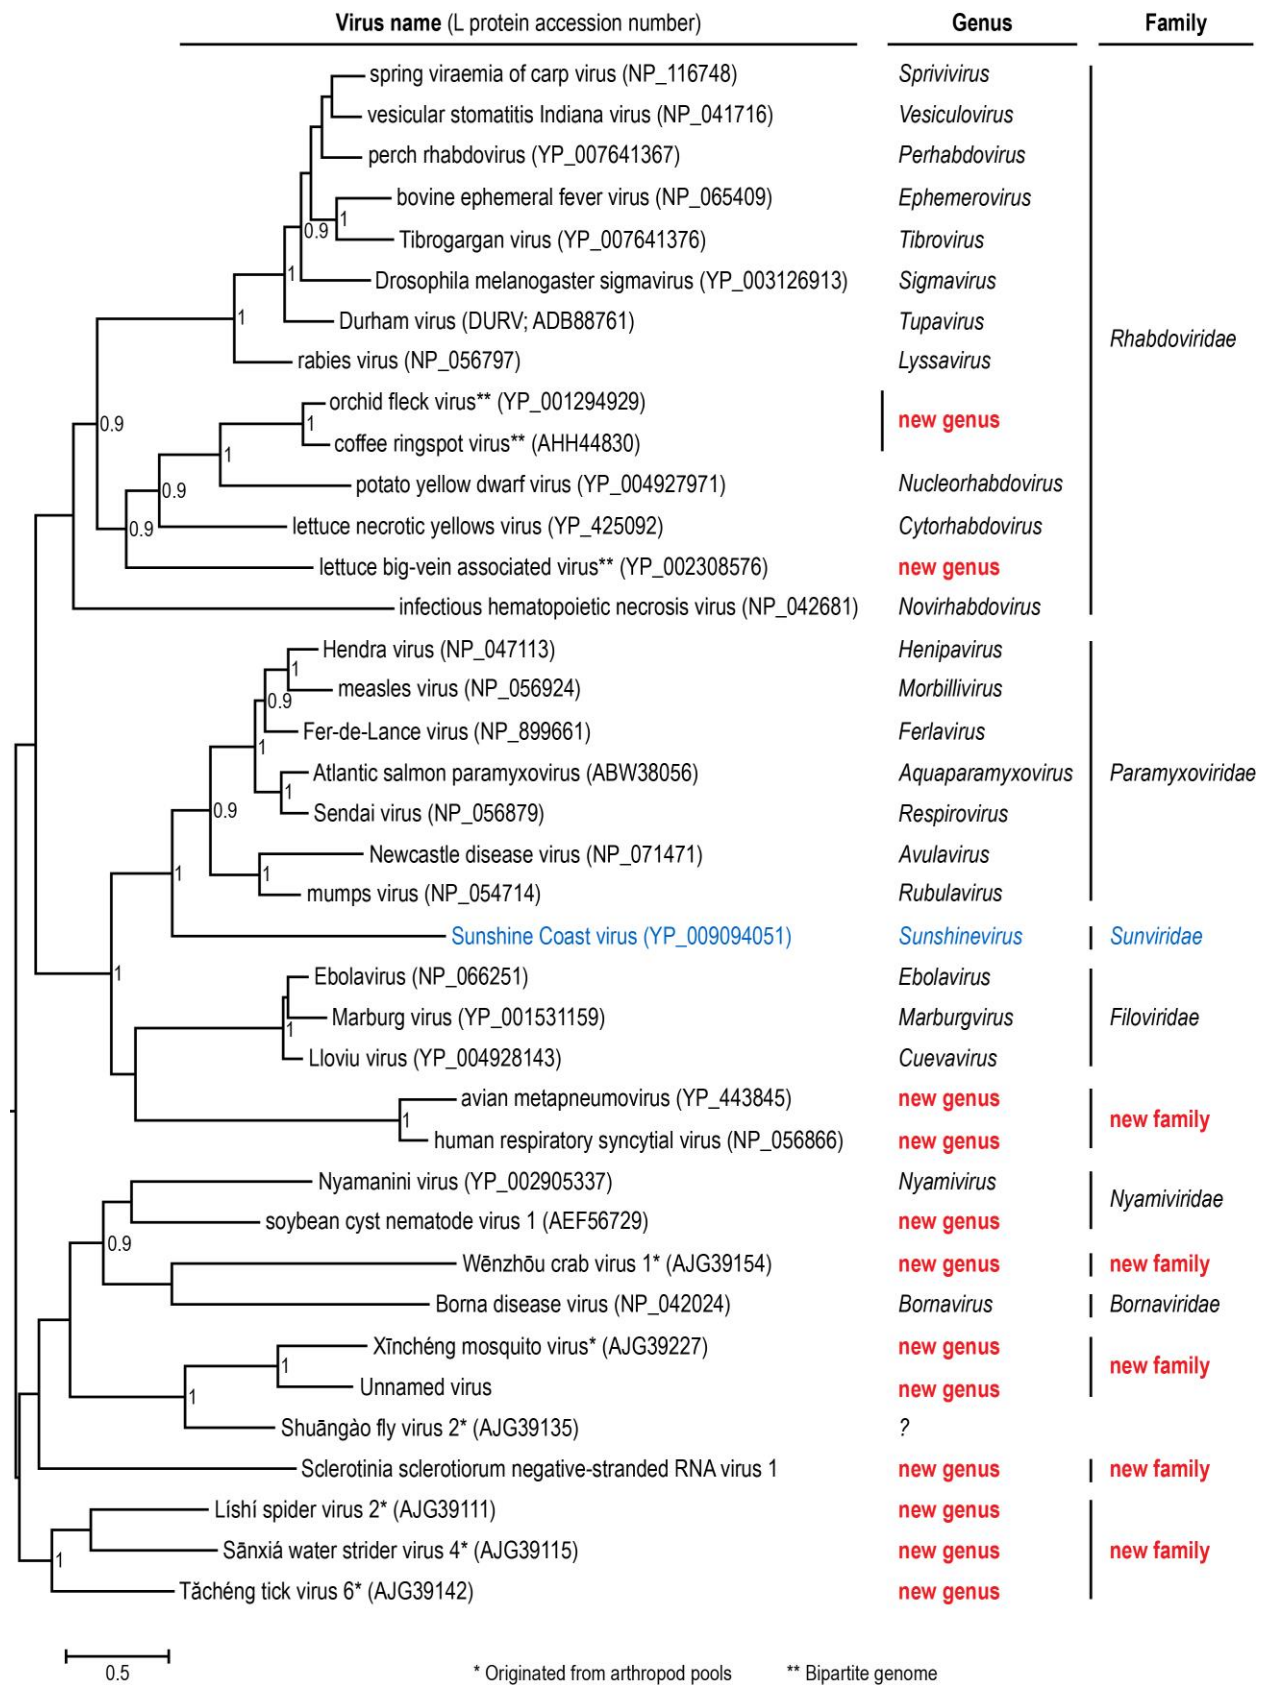 Virus name (L protein accession number) Genus Family
spring viraemia of carp virus (NP_116748) Sprivivirus
vesicular stomatitis Indiana virus (NP_041716) Vesiculovirus
perch rhabdovirus (YP_007641367) Perhabdovirus
bovine ephemeral fever virus (NP_065409) Ephemerovirus
1
0.9
Tibrogargan virus (YP_007641376) Tibrovirus
1
Drosophila melanogaster sigmavirus (YP_003126913) Sigmavirus
1
Durham virus (DURV; ADB88761) Tupavirus
Rhabdoviridae
rabies virus (NP_056797) Lyssavirus
orchid fleck virus** (YP_001294929)
0.9
1
new genus
coffee ringspot virus** (AHH44830)
1
potato yellow dwarf virus (YP_004927971) Nucleorhabdovirus
0.9
0.9
lettuce necrotic yellows virus (YP_425092) Cytorhabdovirus
lettuce big-vein associated virus** (YP_002308576) new genus
infectious hematopoietic necrosis virus (NP_042681) Novirhabdovirus
Hendra virus (NP_047113) Henipavirus
1
measles virus (NP_056924) Morbillivirus
0.9
Fer-de-Lance virus (NP_899661) Ferlavirus
1
Atlantic salmon paramyxovirus (ABW38056) Aquaparamyxovirus Paramyxoviridae
1
0.9
Sendai virus (NP_056879) Respirovirus
Newcastle disease virus (NP_071471) Avulavirus
1
1
mumps virus (NP_054714) Rubulavirus
Sunshine Coast virus (YP_009094051) Sunshinevirus Sunviridae
1
Ebolavirus (NP_066251) Ebolavirus
1
Marburg virus (YP_001531159) Marburgvirus Filoviridae
Lloviu virus (YP_004928143) Cuevavirus
avian metapneumovirus (YP_443845) new genus
1
new family
human respiratory syncytial virus (NP_056866) new genus
Nyamanini virus (YP_002905337) Nyamivirus
Nyamiviridae
soybean cyst nematode virus 1 (AEF56729) new genus
0.9
Wēnzhōu crab virus 1* (AJG39154) new genus new family
Borna disease virus (NP_042024) Bornavirus Bornaviridae
Xīnchéng mosquito virus* (AJG39227) new genus
1
new family
Unnamed virus new genus
1
Shuāngào fly virus 2* (AJG39135) ?
Sclerotinia sclerotiorum negative-stranded RNA virus 1 new genus new family
Líshí spider virus 2* (AJG39111) new genus
Sānxiá water strider virus 4* (AJG39115) new genus new family
1
Tăchéng tick virus 6* (AJG39142) new genus
0.5
* Originated from arthropod pools ** Bipartite genome